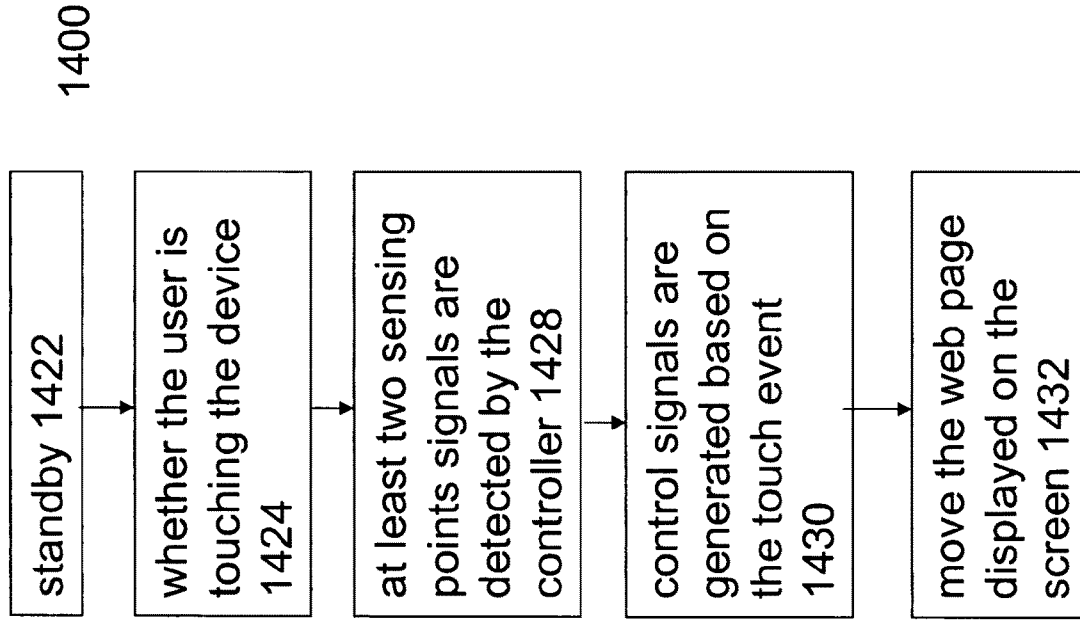 1400
standby 1422
whether the user is
touching the device
1424
at least two sensing
points signals are
detected by the
controller 1428
control signals are
generated based on
the touch event
1430
move the web page
displayed on the
screen 1432